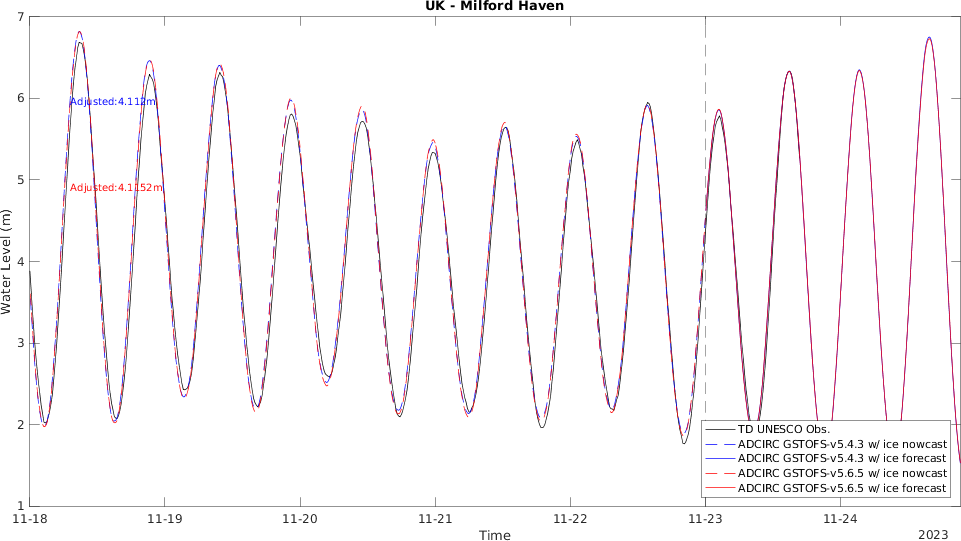 UK - Milford Haven
7
6
5
4
3
2
1
Water Level (m)
Adjusted:4.112m
Adjusted:4.1152m
TD UNESCO Obs.
ADCIRC GSTOFS-v5.4.3 w/ ice nowcast
ADCIRC GSTOFS-v5.4.3 w/ ice forecast
ADCIRC GSTOFS-v5.6.5 w/ ice nowcast
ADCIRC GSTOFS-v5.6.5 w/ ice forecast
11-18 11-19 11-20 11-21 11-22 11-23 11-24
Time
2023